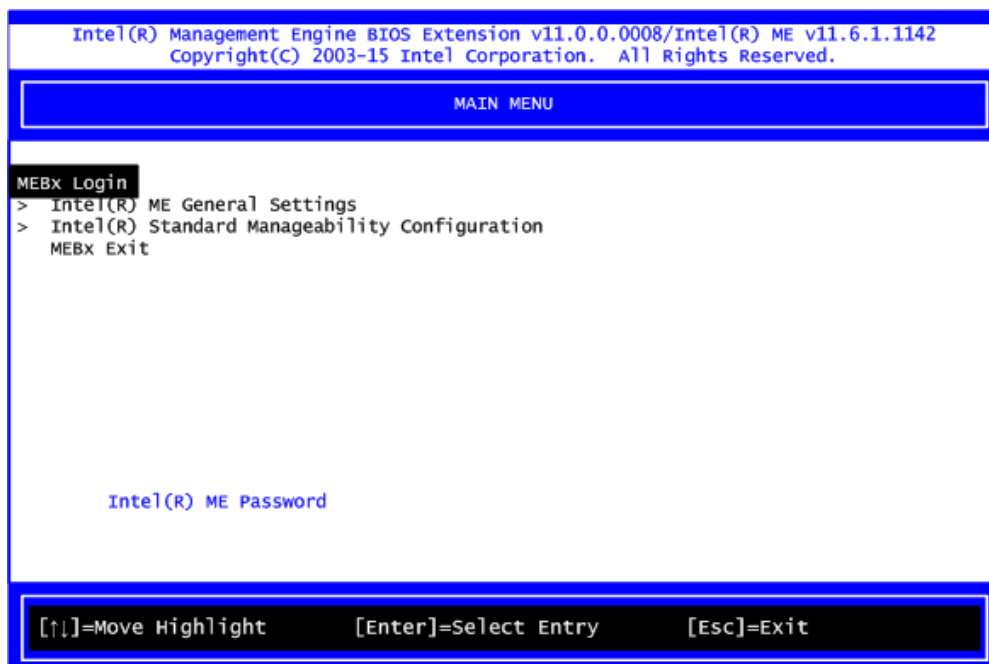 Intel(R) Management Engine BIOS Extension v11.0.0.0008/Intel(R) ME v11.6.1.1142
Copyright(C) 2003-15 Intel Corporation. All Rights Reserved.
MAIN MENU
MEBx Login
> Intel(R) ME General Settings
> Intel(R) Standard Manageability Configuration
MEBx Exit
Intel(R) ME Password
[↑↓]=Move Highlight [Enter]=Select Entry [Esc]=Exit